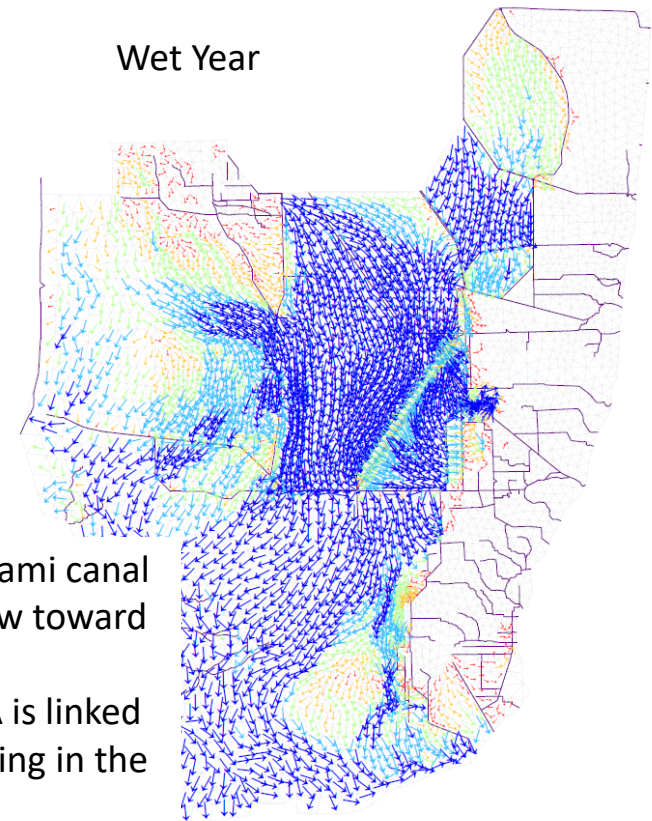 Wet Year
ami canal
w toward
is linked
ing in the